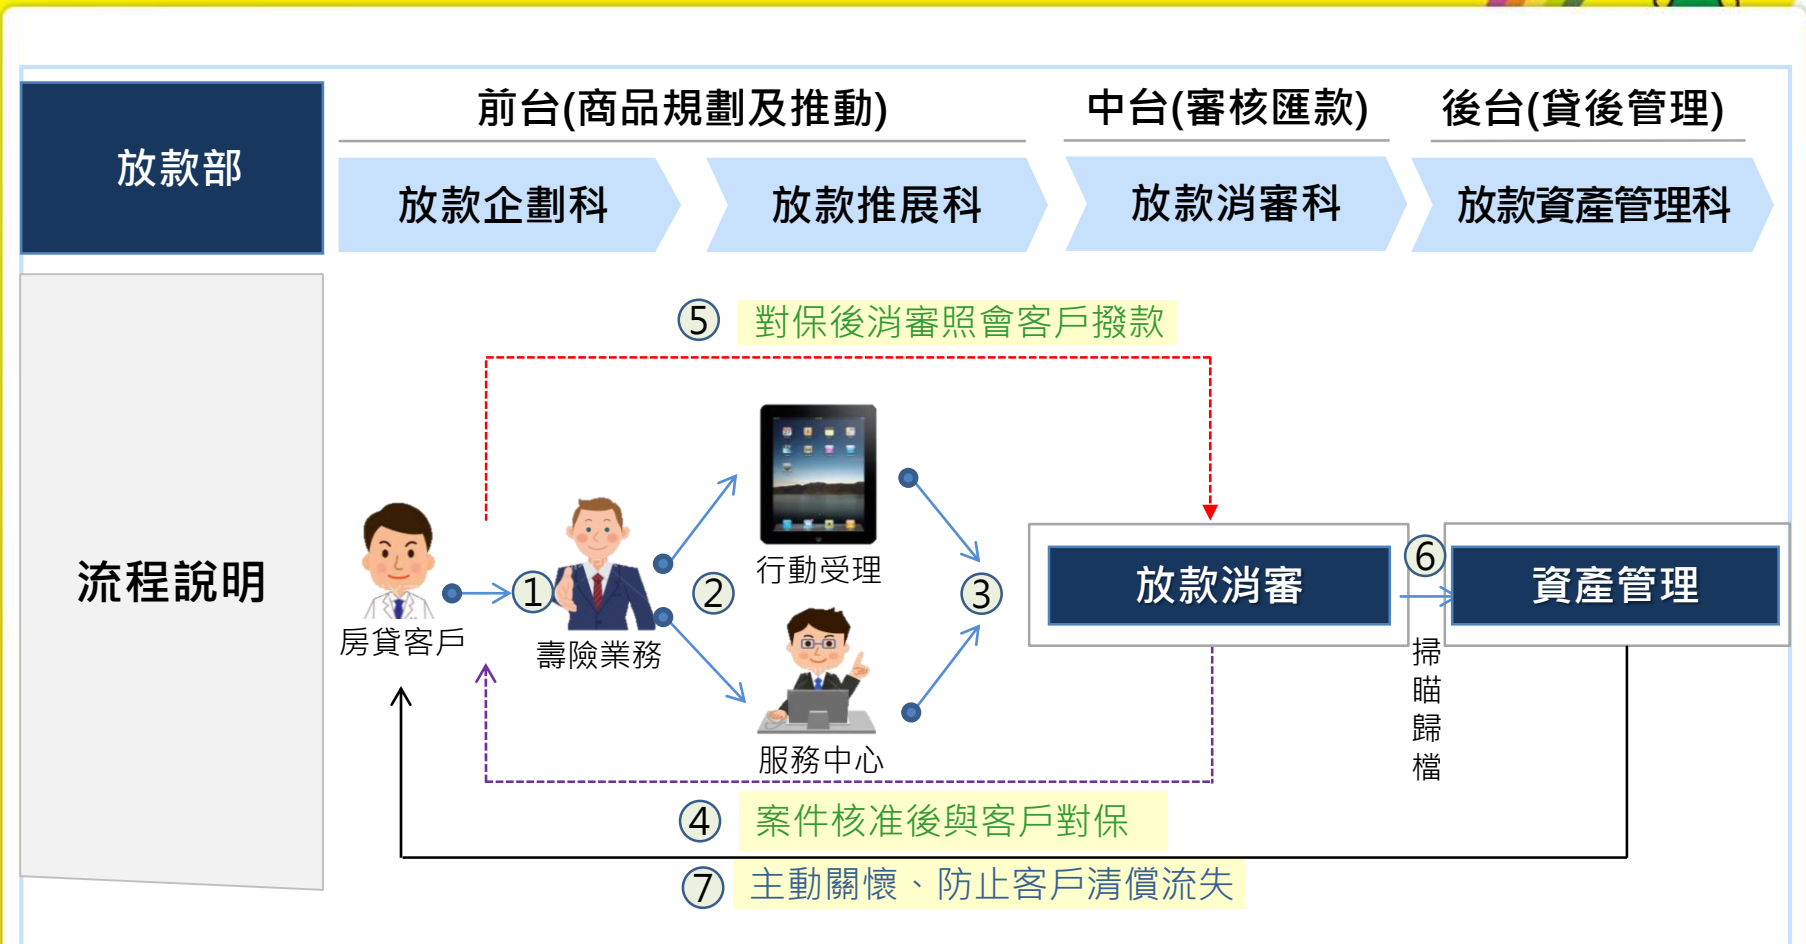 放款部
前台(商品規劃及推動)
中台(審核匯款)
後台(貸後管理)
放款企劃科
放款推展科
放款消審科
放款資產管理科
流程說明
⑤ 對保後消審照會客戶撥款
房貸客戶
①
壽險業務
②
行動受理
服務中心
③
放款消審
⑥
掃瞄歸檔
資產管理
④ 案件核准後與客戶對保
⑦ 主動關懷、防止客戶清償流失